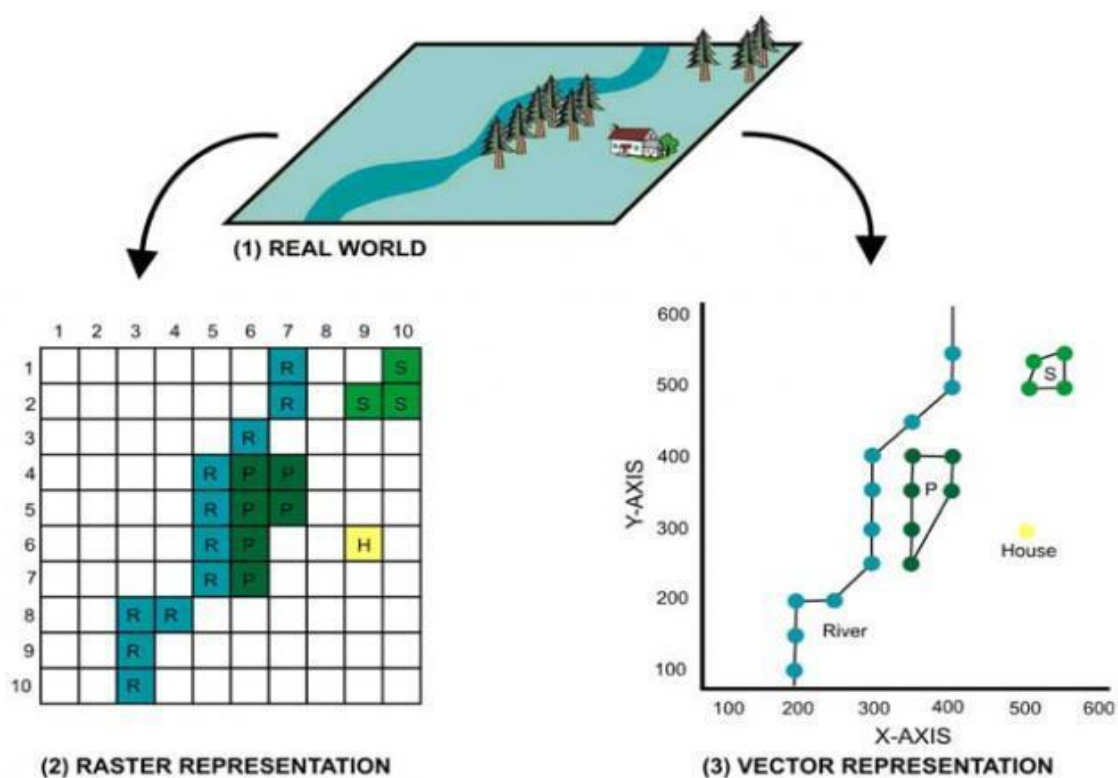 (1) REAL WORLD
1 2 3 4 5 6 7 8 9 10
1 R S
2 R S S
3 R
4 R P P
5 R P P
6 R P H
7 R P
8 R R
9 R
10 R
(2) RASTER REPRESENTATION
600
500
400
300
200
100
Y-AXIS
S
P
House
River
100 200 300 400 500 600
X-AXIS
(3) VECTOR REPRESENTATION